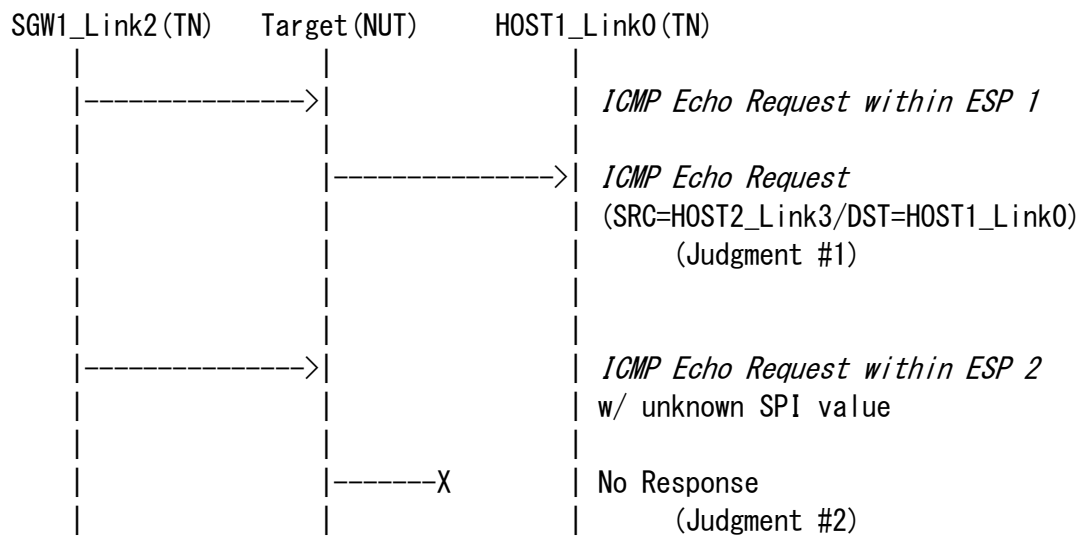 SGW1_Link2(TN) Target(NUT) HOST1_Link0(TN)
| | |
|--------------->| | ICMP Echo Request within ESP 1
| | |
| |--------------->| ICMP Echo Request
| | | (SRC=HOST2_Link3/DST=HOST1_Link0)
| | | (Judgment #1)
| | |
| | |
|--------------->| | ICMP Echo Request within ESP 2
| | | w/ unknown SPI value
| | |
| |-------X | No Response
| | | (Judgment #2)